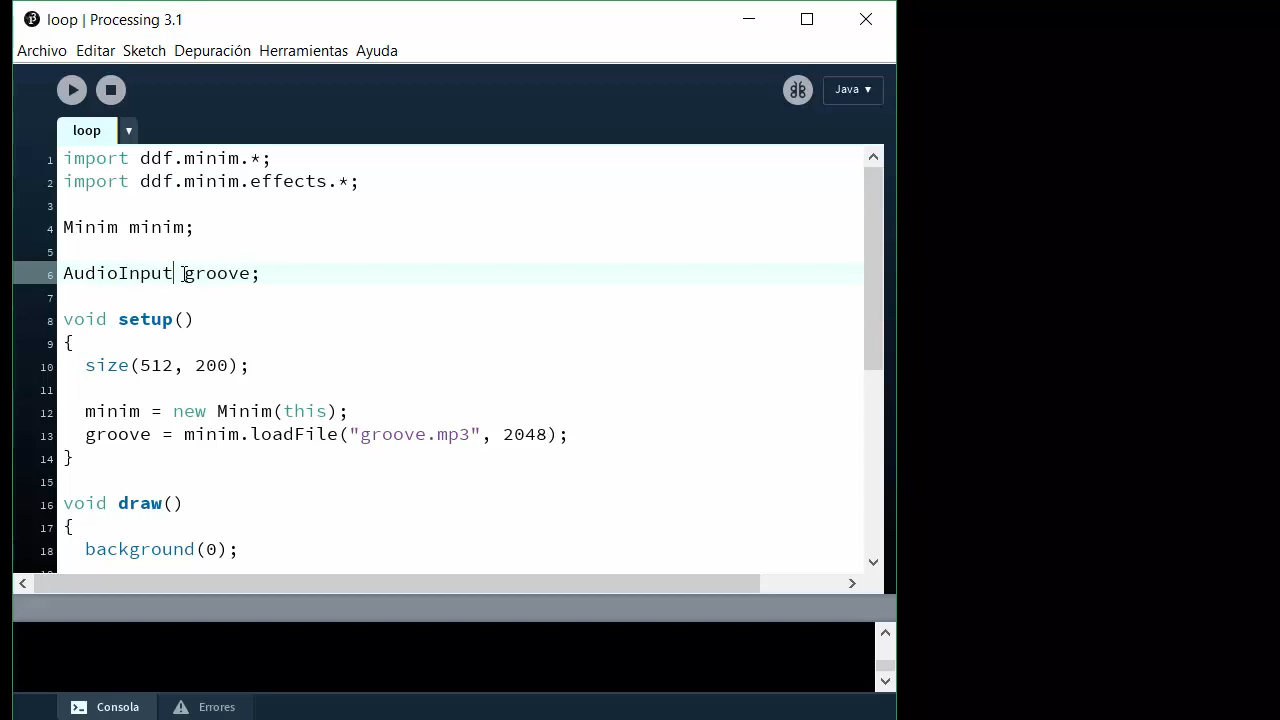 loop | Processing 3.1
Archivo Editar Sketch Depuración Herramientas Ayuda
Java ▾
loop ▾
1 import ddf.minim.*;
2 import ddf.minim.effects.*;
3
4 Minim minim;
5
6 AudioInput groove;
7
8 void setup()
9 {
10 size(512, 200);
11
12 minim = new Minim(this);
13 groove = minim.loadFile("groove.mp3", 2048);
14 }
15
16 void draw()
17 {
18 background(0);
Consola Errores